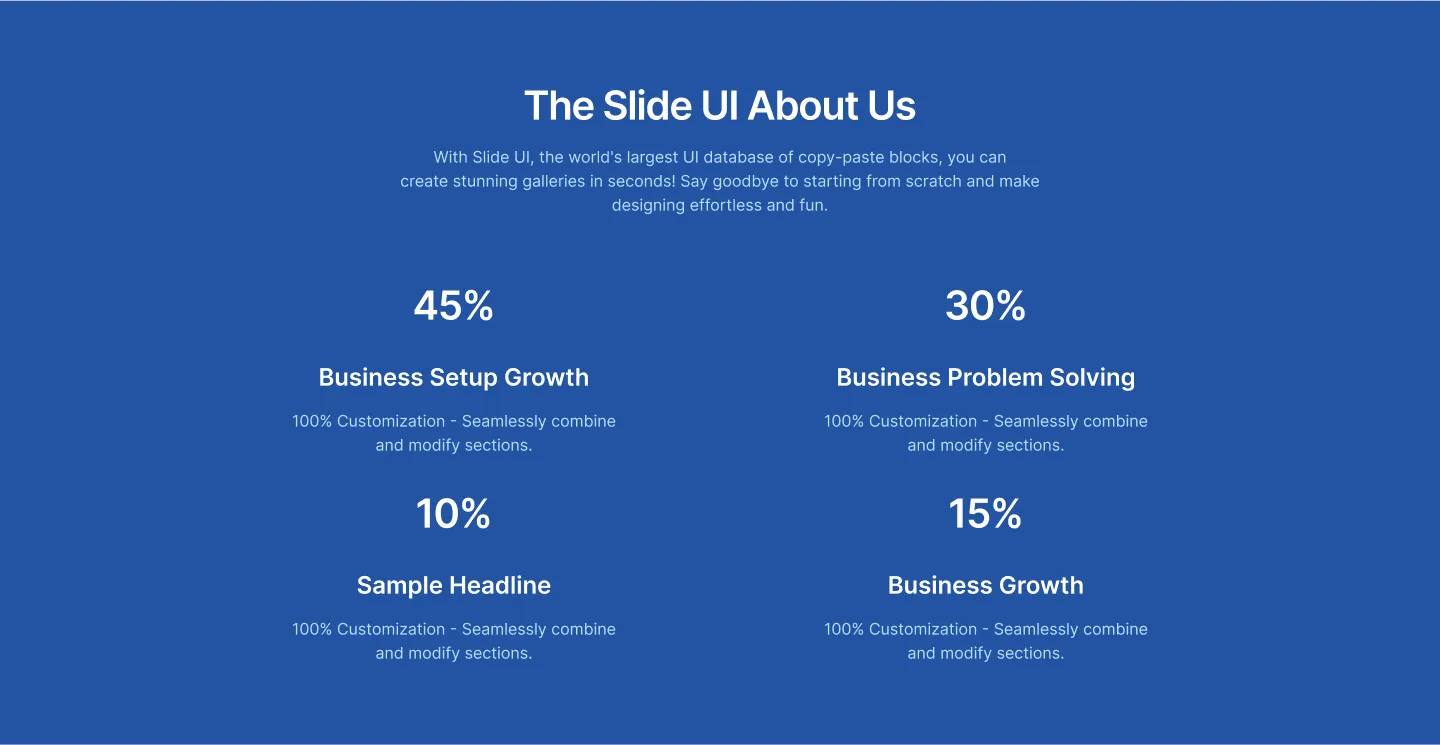 The Slide UI About Us
With Slide UI, the world's largest UI database of copy-paste blocks, you can
create stunning galleries in seconds! Say goodbye to starting from scratch and make
designing effortless and fun.
45%
Business Setup Growth
100% Customization - Seamlessly combine
and modify sections.
30%
Business Problem Solving
100% Customization - Seamlessly combine
and modify sections.
10%
Sample Headline
100% Customization - Seamlessly combine
and modify sections.
15%
Business Growth
100% Customization - Seamlessly combine
and modify sections.